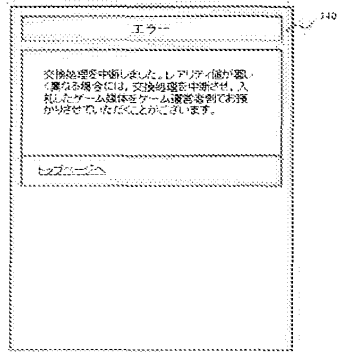 340
エラー
交換処理を中断しました。レアリティ値が著し
く異なる場合には、交換処理を中断させ、入
札したゲーム媒体をゲーム運営者側でお預
かりさせていただくことがございます。
トップページへ